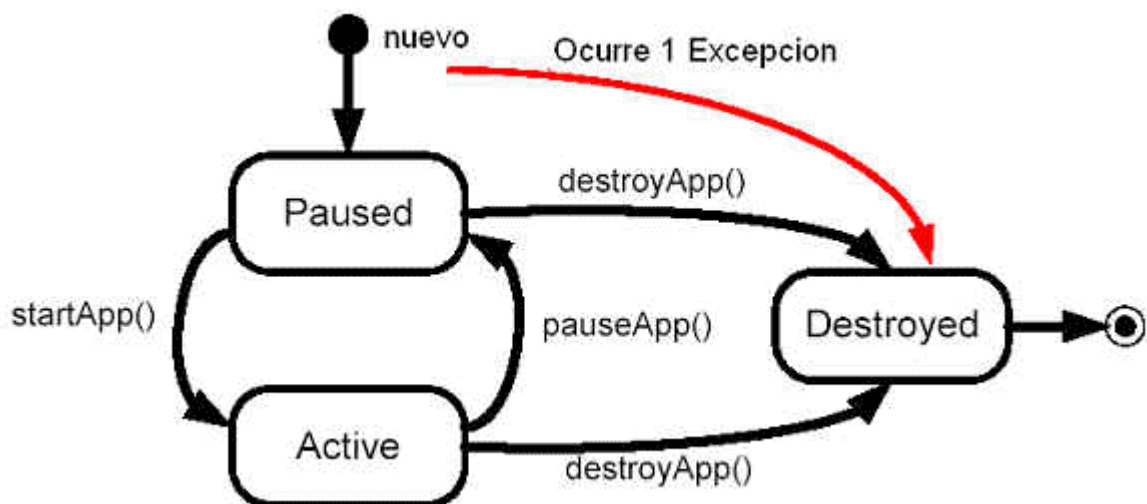 nuevo
Ocurre 1 Excepcion
destroyApp()
Paused
startApp()
pauseApp()
Destroyed
Active
destroyApp()